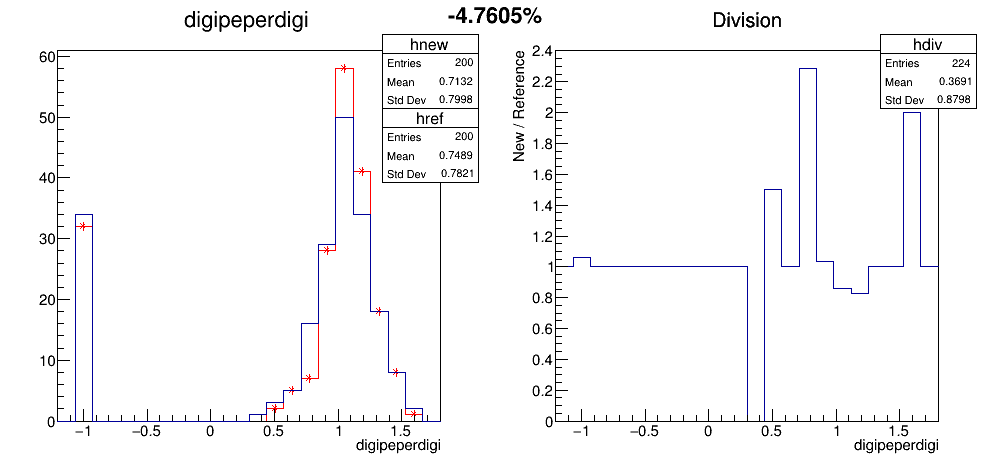 -4.7605%
digipeperdigi
hnew
Entries 200
Mean 0.7132
Std Dev 0.7998
href
Entries 200
Mean 0.7489
Std Dev 0.7821
60
50
40
30
20
10
0
−1 −0.5 0 0.5 1 1.5
digipeperdigi
Division
hdiv
Entries 224
Mean 0.3691
Std Dev 0.8798
New / Reference
2.4
2.2
2
1.8
1.6
1.4
1.2
1
0.8
0.6
0.4
0.2
0
−1 −0.5 0 0.5 1 1.5
digipeperdigi